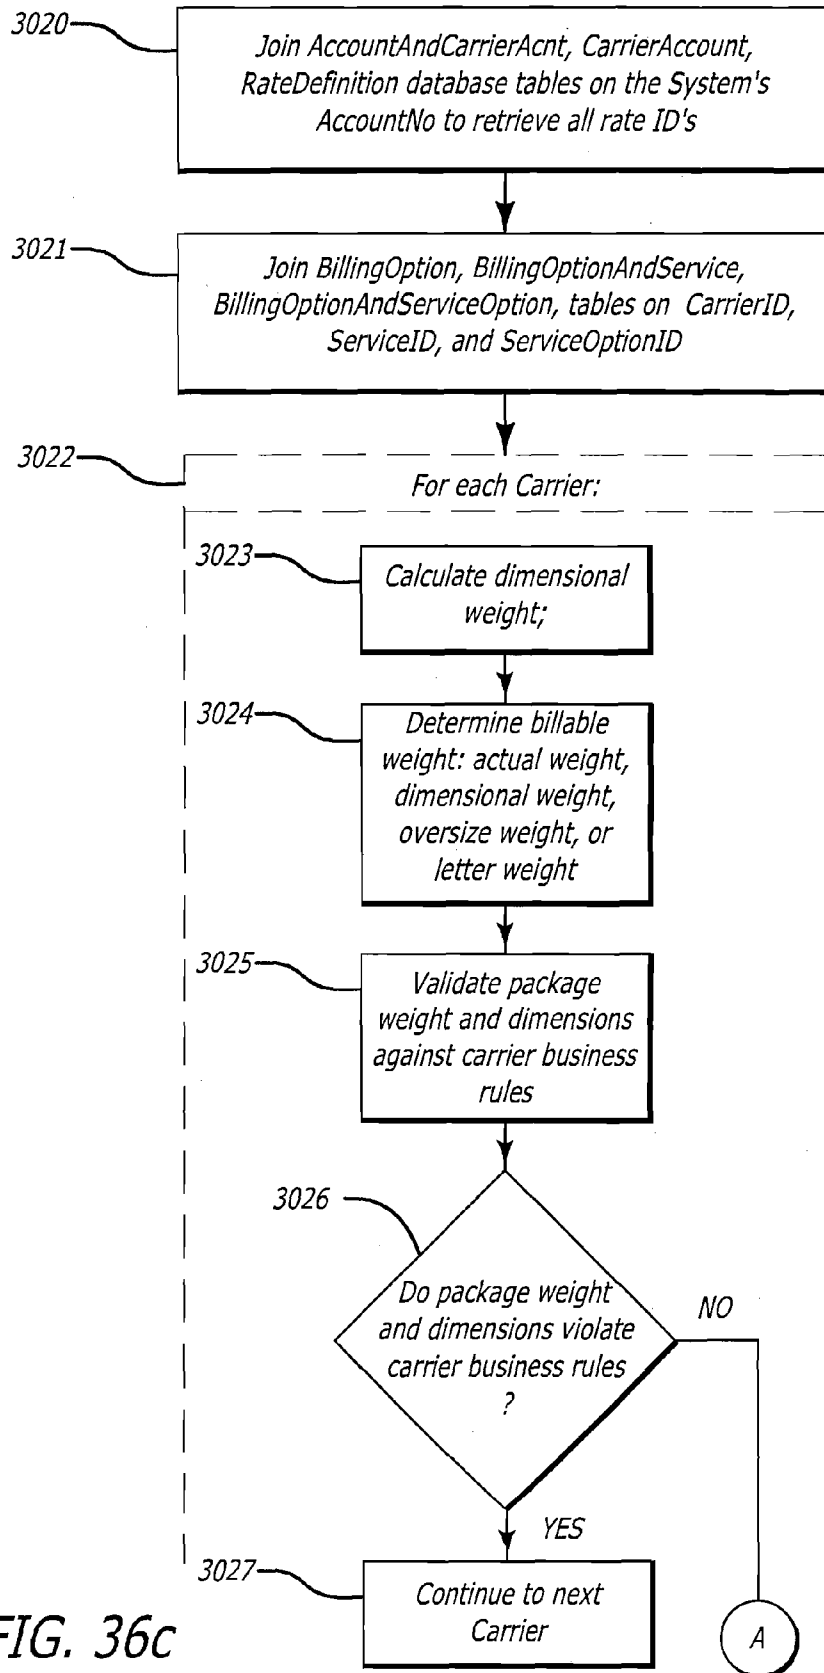 3020
Join AccountAndCarrierAcnt, CarrierAccount,
RateDefinition database tables on the System's
AccountNo to retrieve all rate ID's
3021
Join BillingOption, BillingOptionAndService,
BillingOptionAndServiceOption, tables on CarrierID,
ServiceID, and ServiceOptionID
3022
For each Carrier:
3023
Calculate dimensional
weight;
3024
Determine billable
weight: actual weight,
dimensional weight,
oversize weight, or
letter weight
3025
Validate package
weight and dimensions
against carrier business
rules
3026
Do package weight
and dimensions violate
carrier business rules
?
NO
YES
3027
Continue to next
Carrier
A
FIG. 36c